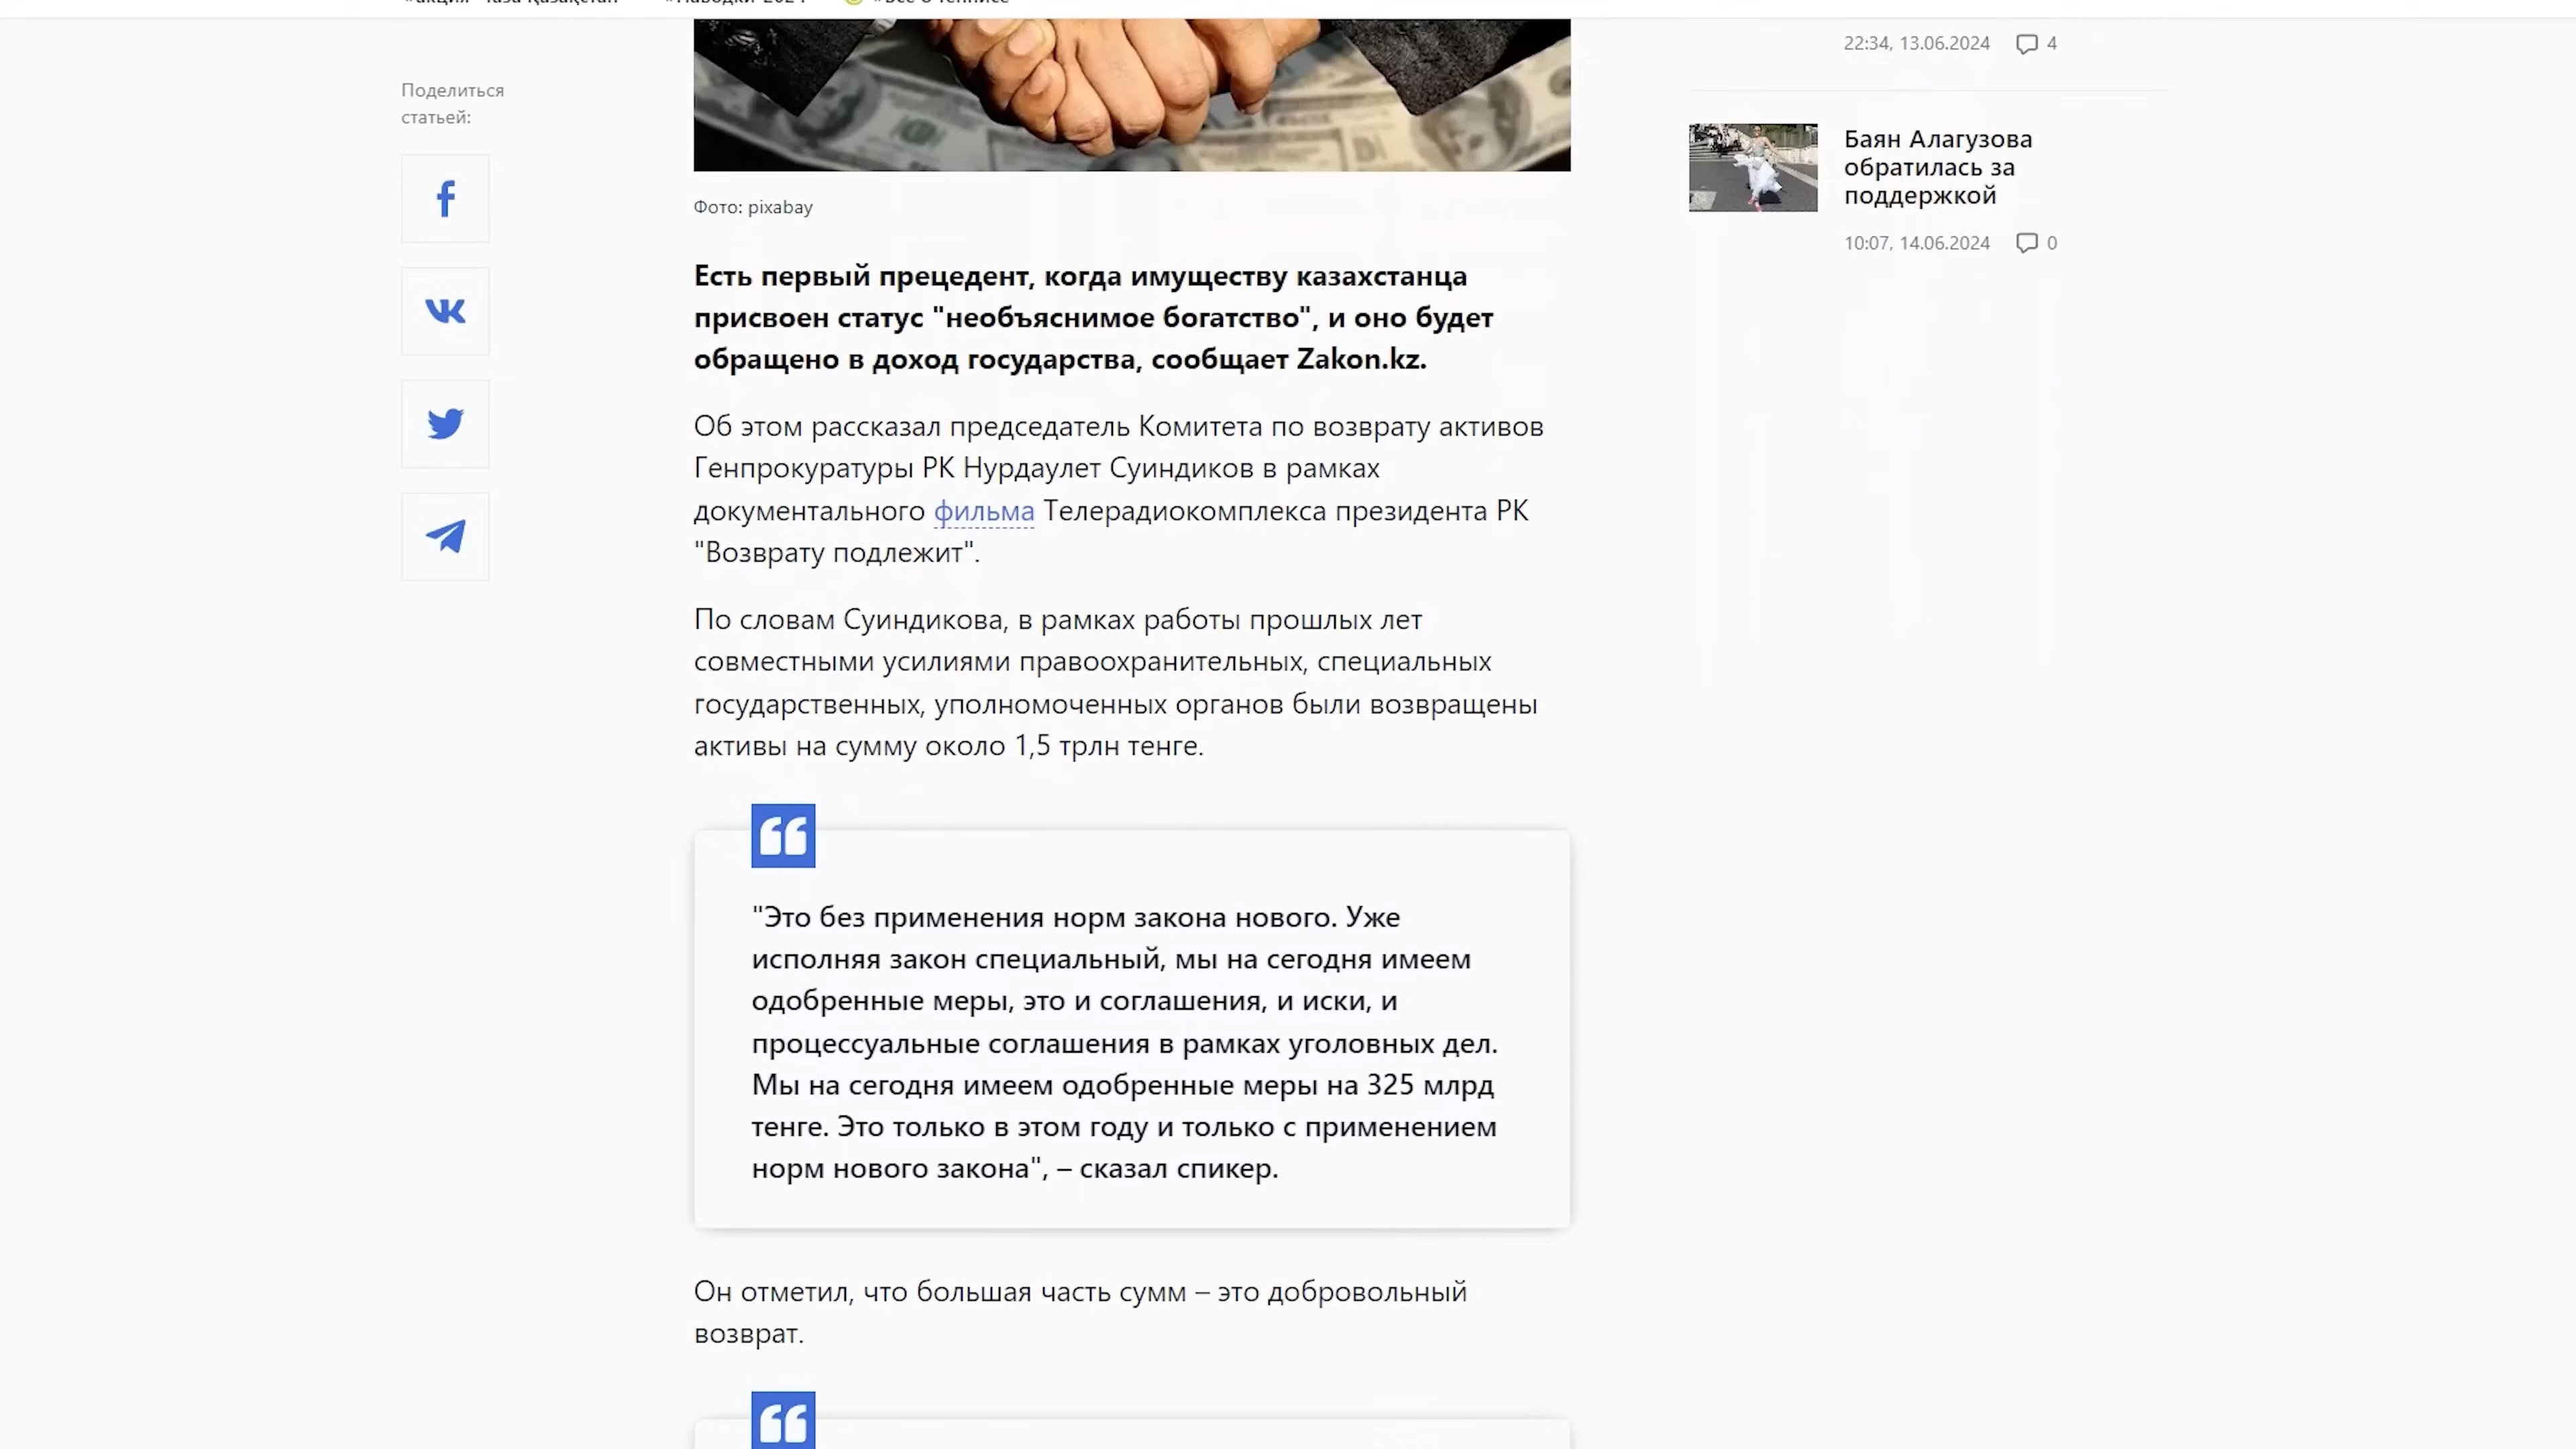 Поделиться
статьей:
Фото: pixabay
Есть первый прецедент, когда имуществу казахстанца
присвоен статус "необъяснимое богатство", и оно будет
обращено в доход государства, сообщает Zakon.kz.
Об этом рассказал председатель Комитета по возврату активов
Генпрокуратуры РК Нурдаулет Суиндиков в рамках
документального фильма Телерадиокомплекса президента РК
"Возврату подлежит".
По словам Суиндикова, в рамках работы прошлых лет
совместными усилиями правоохранительных, специальных
государственных, уполномоченных органов были возвращены
активы на сумму около 1,5 трлн тенге.
"Это без применения норм закона нового. Уже
исполняя закон специальный, мы на сегодня имеем
одобренные меры, это и соглашения, и иски, и
процессуальные соглашения в рамках уголовных дел.
Мы на сегодня имеем одобренные меры на 325 млрд
тенге. Это только в этом году и только с применением
норм нового закона", – сказал спикер.
Он отметил, что большая часть сумм – это добровольный
возврат.
22:34, 13.06.2024 4
Баян Алагузова
обратилась за
поддержкой
10:07, 14.06.2024 0